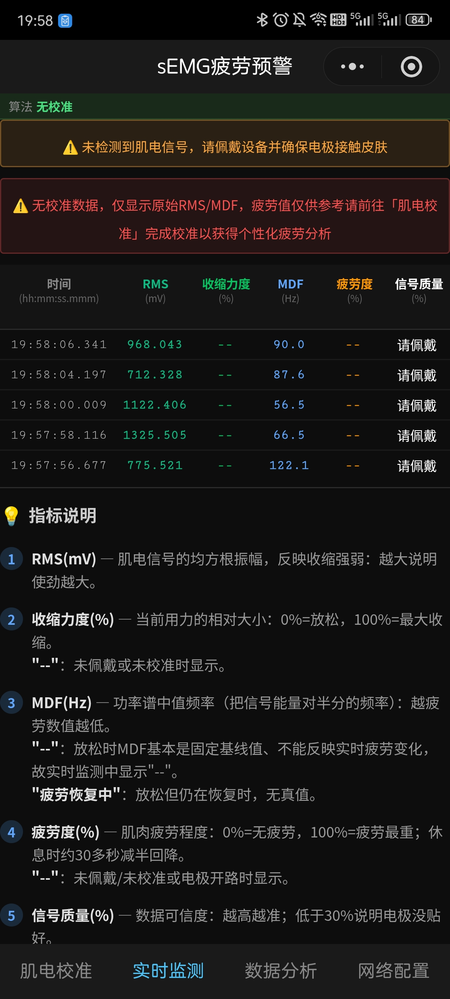 19:58
HD1
HD2
5G
5G
84
sEMG疲劳预警
算法 无校准
⚠️ 未检测到肌电信号，请佩戴设备并确保电极接触皮肤
⚠️ 无校准数据，仅显示原始RMS/MDF，疲劳值仅供参考请前往「肌电校
准」完成校准以获得个性化疲劳分析
时间 RMS 收缩力度 MDF 疲劳度 信号质量
(hh:mm:ss.mmm) (mV) (%) (Hz) (%) (%)
19:58:06.341 968.043 -- 90.0 -- 请佩戴
19:58:04.197 712.328 -- 87.6 -- 请佩戴
19:58:00.009 1122.406 -- 56.5 -- 请佩戴
19:57:58.116 1325.505 -- 66.5 -- 请佩戴
19:57:56.677 775.521 -- 122.1 -- 请佩戴
💡 指标说明
1 RMS(mV) — 肌电信号的均方根振幅，反映收缩强弱：越大说明
使劲越大。
2 收缩力度(%) — 当前用力的相对大小：0%=放松，100%=最大收
缩。
"--"：未佩戴或未校准时显示。
3 MDF(Hz) — 功率谱中值频率（把信号能量对半分的频率）：越疲
劳数值越低。
"--"：放松时MDF基本是固定基线值、不能反映实时疲劳变化，
故实时监测中显示"--"。
"疲劳恢复中"：放松但仍在恢复时，无真值。
4 疲劳度(%) — 肌肉疲劳程度：0%=无疲劳，100%=疲劳最重；休
息时约30多秒减半回降。
"--"：未佩戴/未校准或电极开路时显示。
5 信号质量(%) — 数据可信度：越高越准；低于30%说明电极没贴
好。
肌电校准 实时监测 数据分析 网络配置